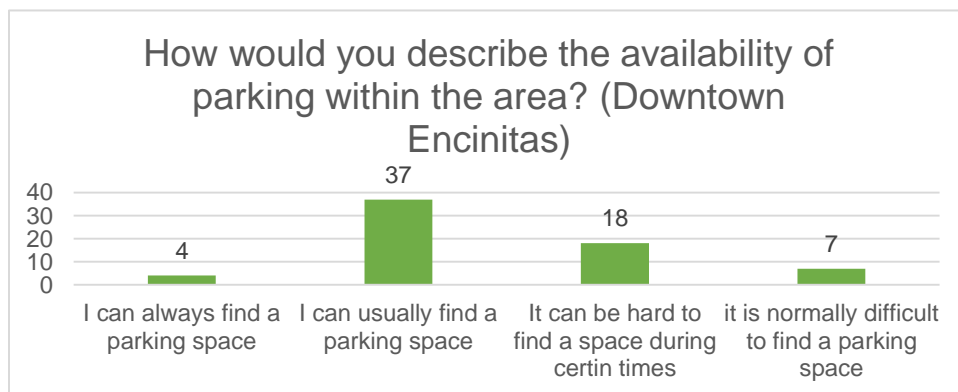 How would you describe the availability of
parking within the area? (Downtown
Encinitas)
37
18
7
4
40
30
20
10
0
I can always find a
parking space
I can usually find a
parking space
It can be hard to
find a space during
certin times
it is normally difficult
to find a parking
space